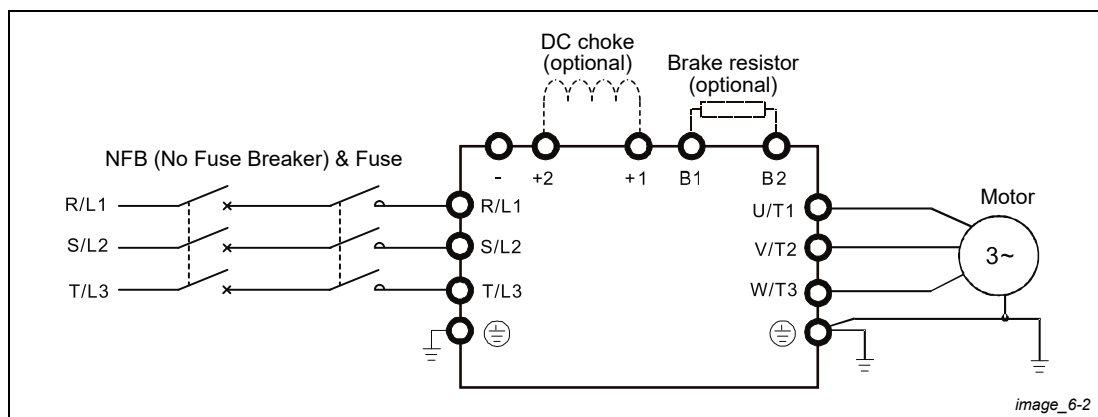 DC choke
(optional)
Brake resistor
(optional)
NFB (No Fuse Breaker) & Fuse
- +2 +1 B1 B2
R/L1 R/L1 U/T1 Motor
S/L2 S/L2 V/T2 3~
T/L3 T/L3 W/T3
image_6-2